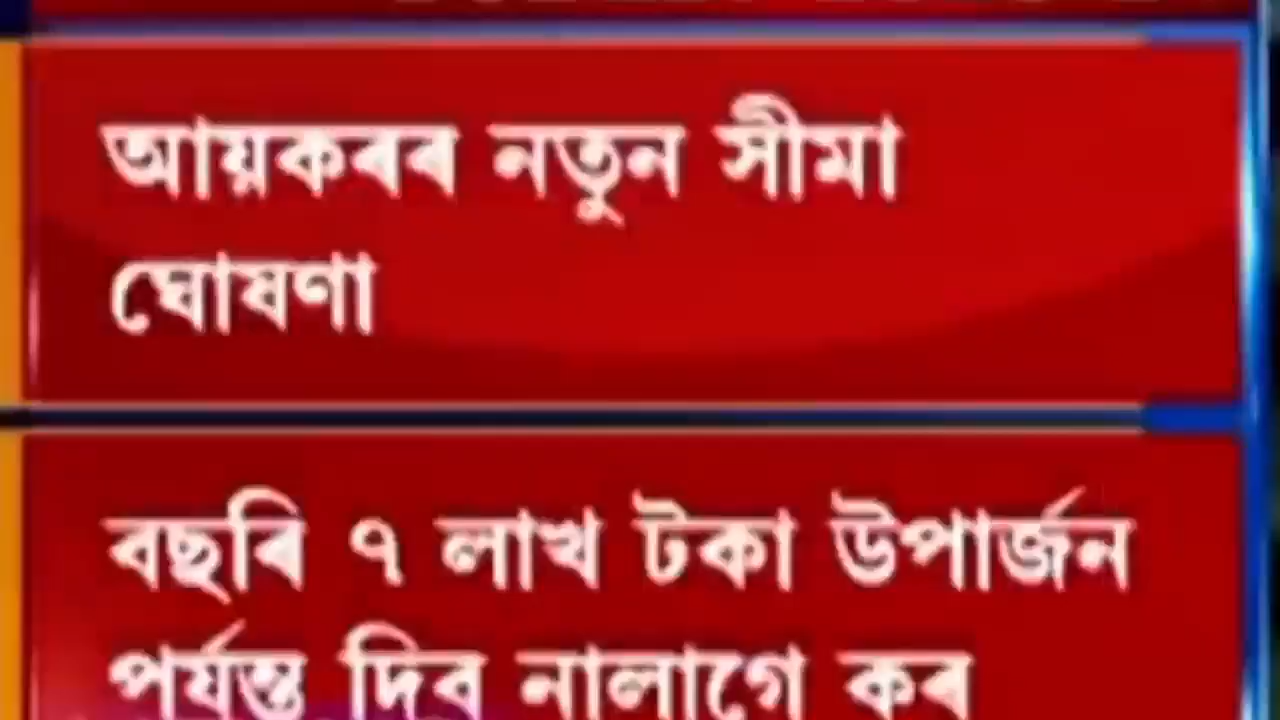 আয়কৰৰ নতুন সীমা
ঘোষণা
বছৰি ৭ লাখ টকা উপাৰ্জন
পৰ্যন্ত দিব নালাগে কৰ